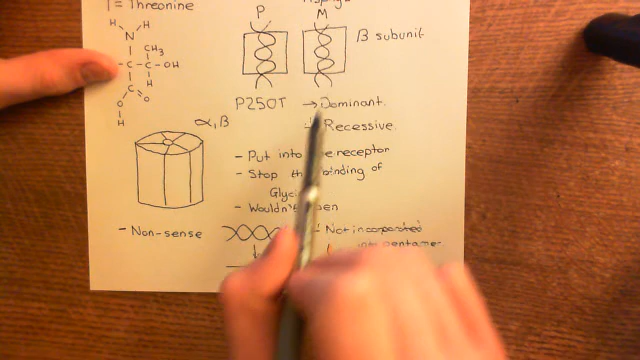 T = Threonine
P M
β subunit
H H
N
CH3
C - C - OH
H
C
O O
H
P250T → Dominant.
Recessive.
α, β
- Put into receptor
- Stop the binding of
- Wouldn't
- Non-sense
- Not incorporated
into pentamer